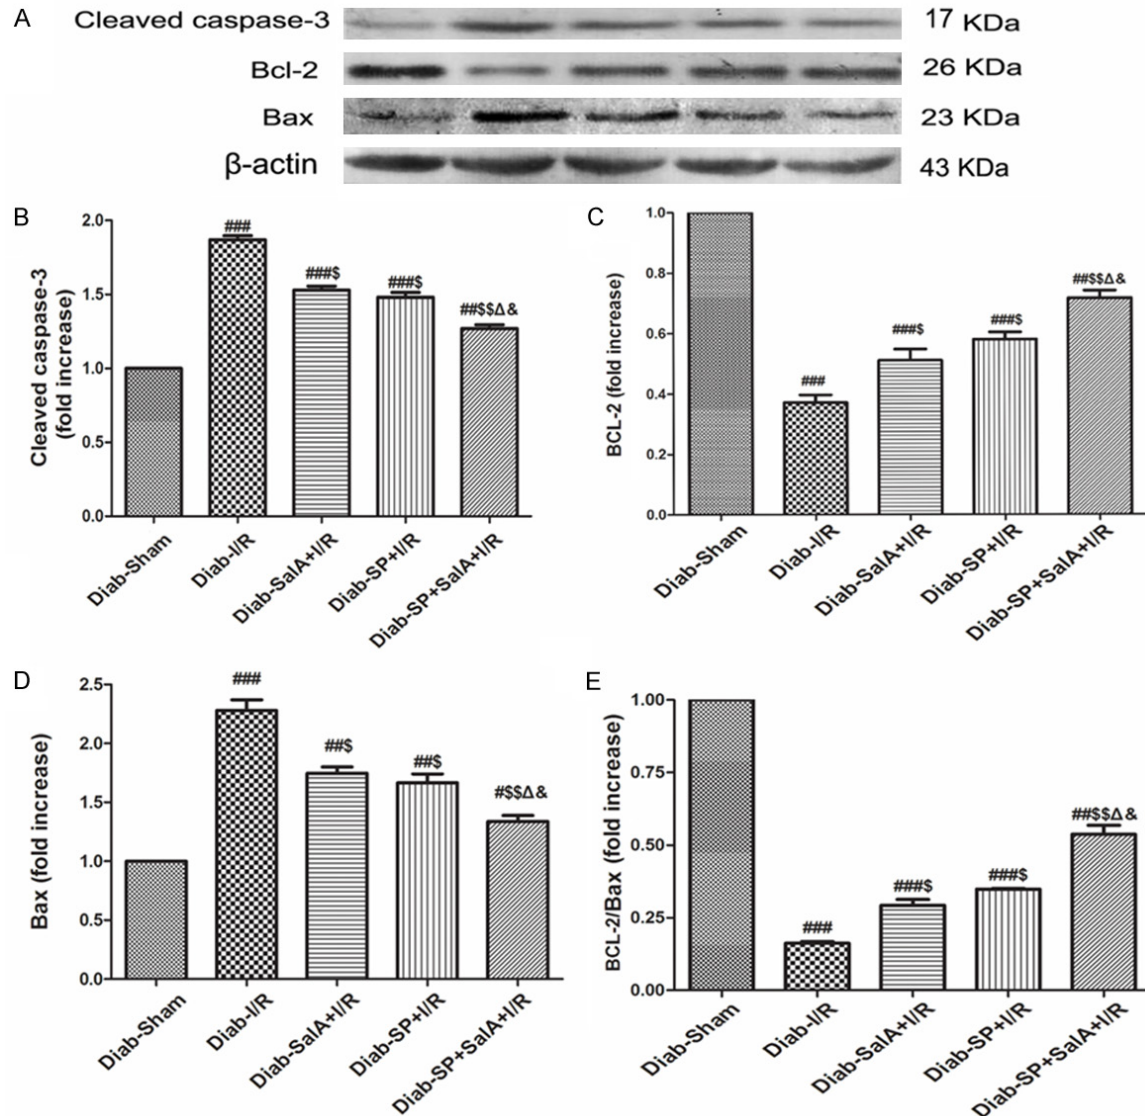 A
Cleaved caspase-3 17 KDa
Bcl-2 26 KDa
Bax 23 KDa
β-actin 43 KDa
B
Cleaved caspase-3
(fold increase)
2.0
1.5
1.0
0.5
0.0
###
###$
###$
##$$Δ &
Diab-Sham
Diab-I/R
Diab-SalA+I/R
Diab-SP+I/R
Diab-SP+SalA+I/R
C
BCL-2 (fold increase)
1.0
0.8
0.6
0.4
0.2
0.0
###
###$
###$
##$$Δ &
Diab-Sham
Diab-I/R
Diab-SalA+I/R
Diab-SP+I/R
Diab-SP+SalA+I/R
D
Bax (fold increase)
2.5
2.0
1.5
1.0
0.5
0.0
###
##$
##$
#$$Δ &
Diab-Sham
Diab-I/R
Diab-SalA+I/R
Diab-SP+I/R
Diab-SP+SalA+I/R
E
BCL-2/Bax (fold increase)
1.00
0.75
0.50
0.25
0.00
###
###$
###$
##$$Δ &
Diab-Sham
Diab-I/R
Diab-SalA+I/R
Diab-SP+I/R
Diab-SP+SalA+I/R